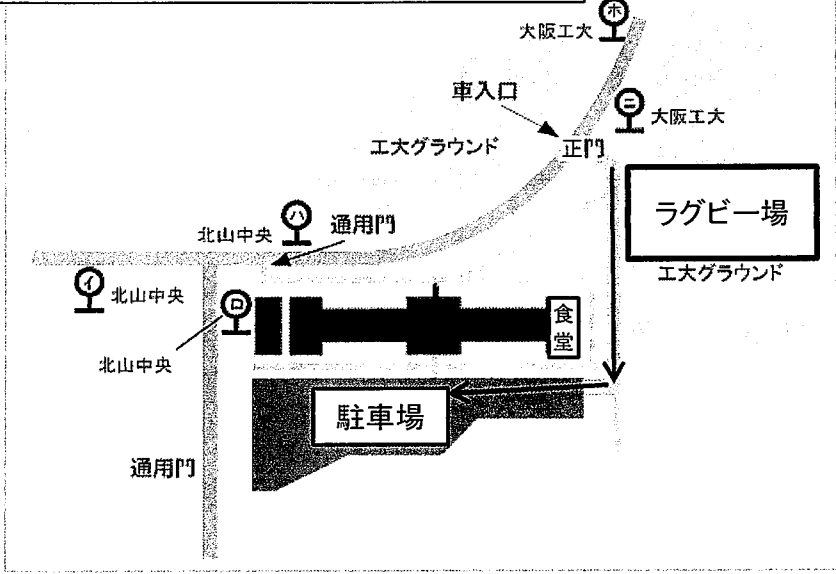 ホ
大阪工大
車入口
ニ
大阪工大
工大グラウンド
正門
ラグビー場
ハ
北山中央
通用門
工大グラウンド
イ
北山中央
ロ
北山中央
食堂
駐車場
通用門